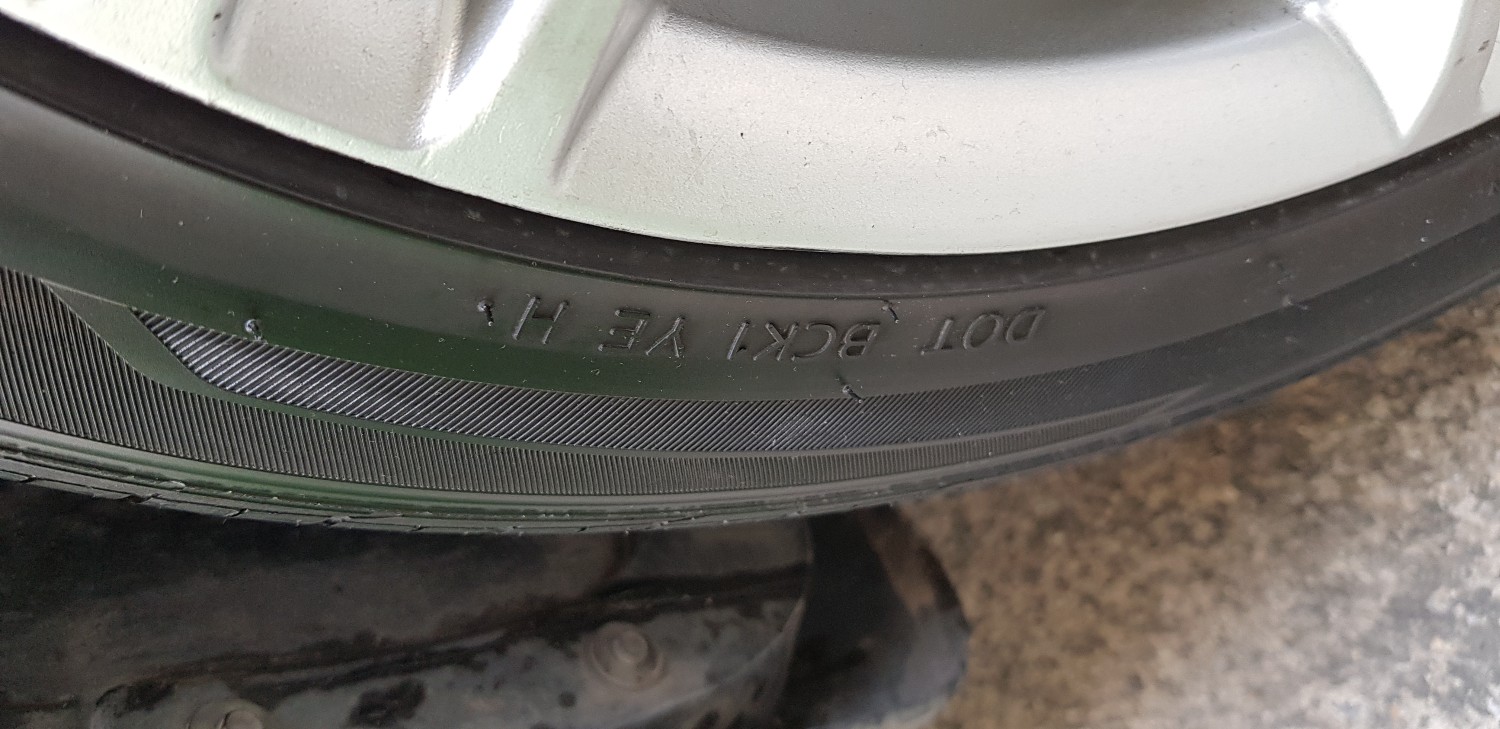 DOT BCK1 YE H